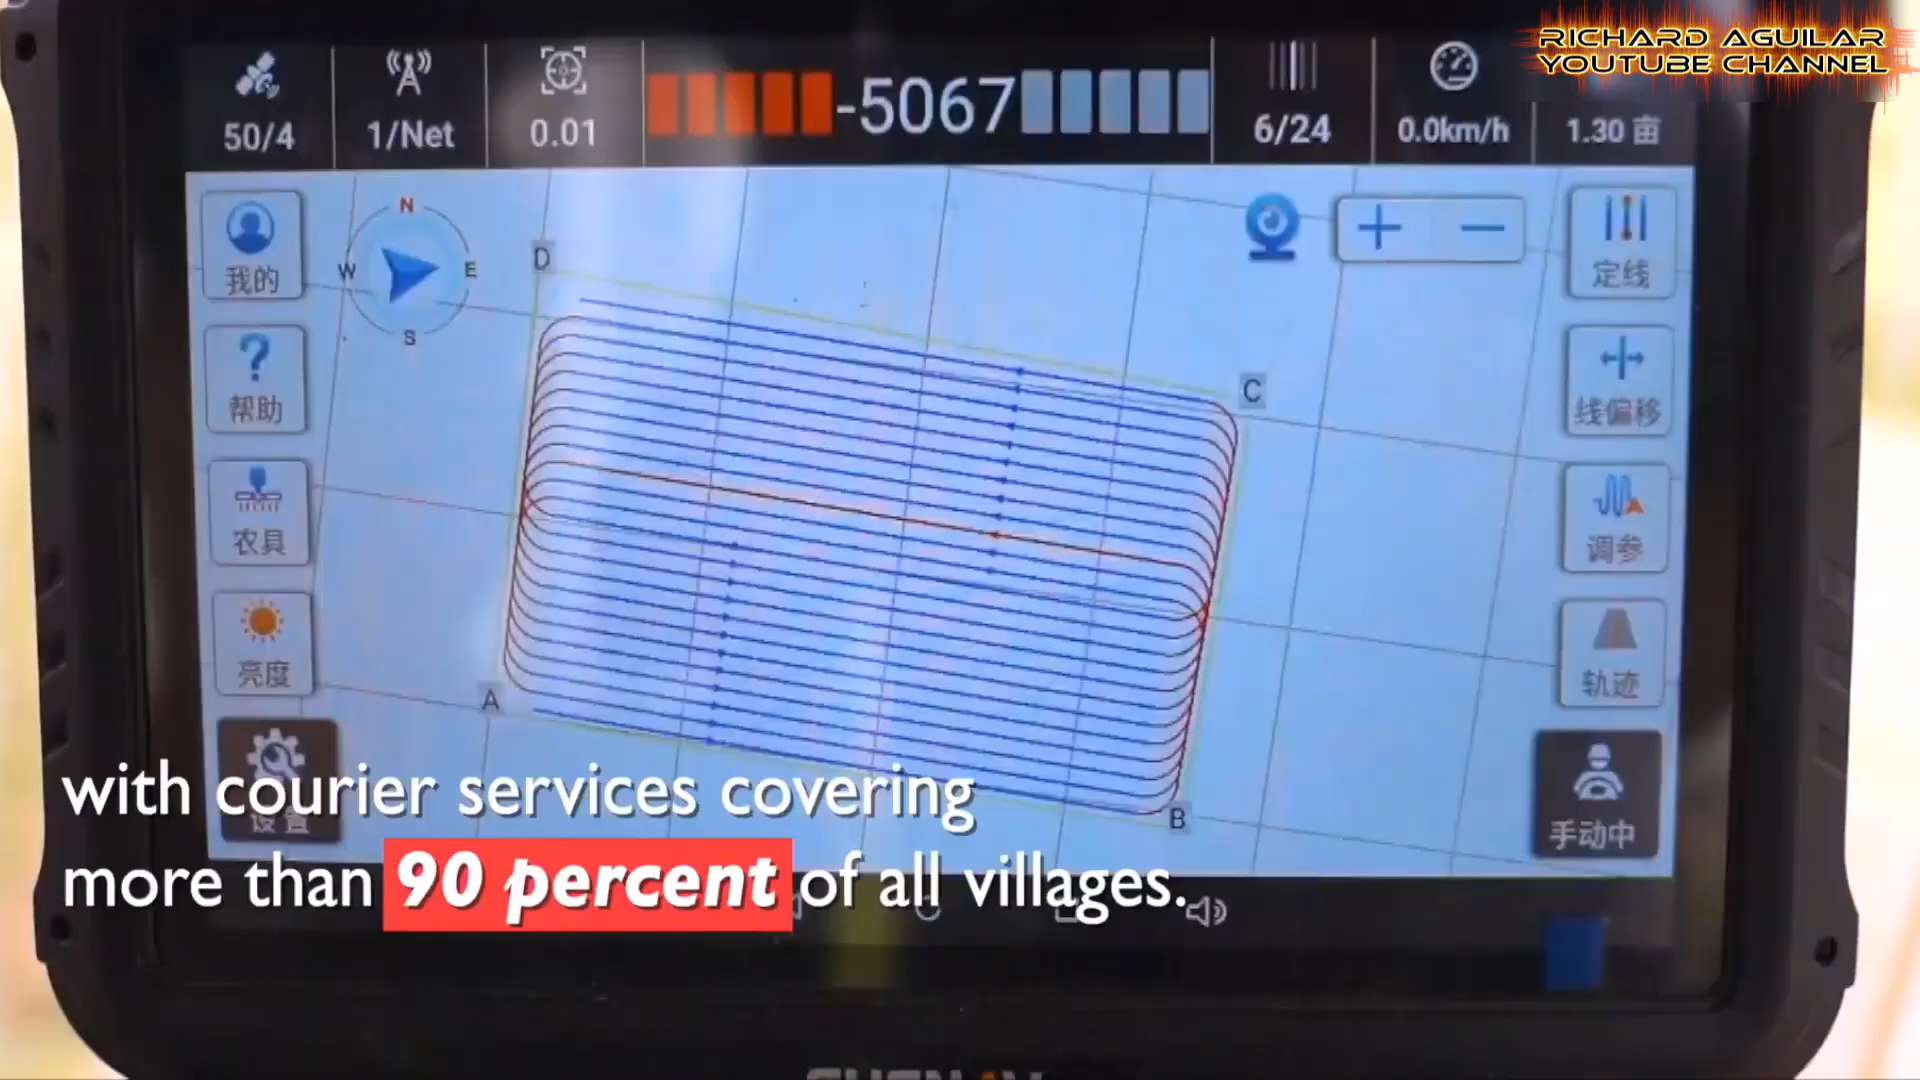 RICHARD AGUILAR
YOUTUBE CHANNEL
50/4
1/Net
0.01
-5067
6/24
0.0km/h
1.30 亩
我的
帮助
农具
亮度
设置
N
W
E
S
D
C
A
B
定线
线偏移
调参
轨迹
手动中
with courier services covering
more than 90 percent of all villages.